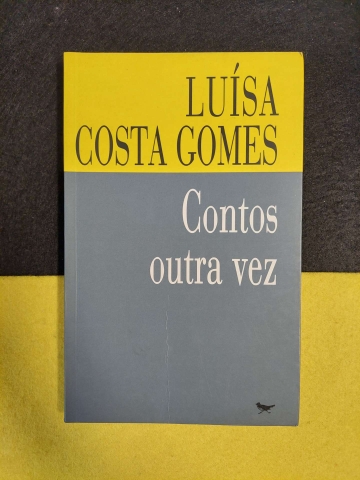 LUÍSA
COSTA GOMES
Contos
outra vez